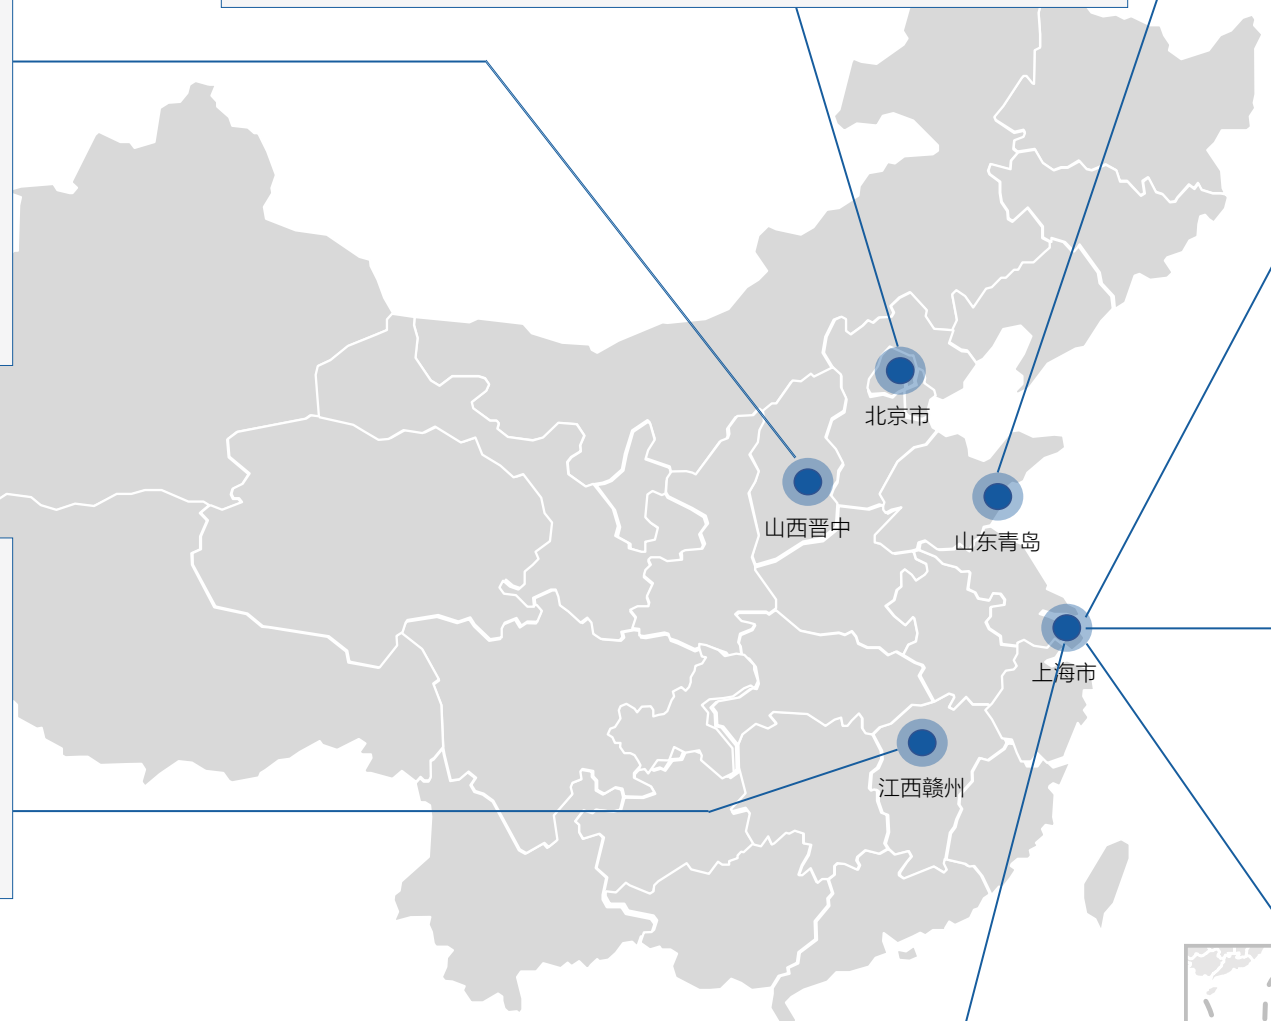 北京市
山西晋中
山东青岛
上海市
江西赣州